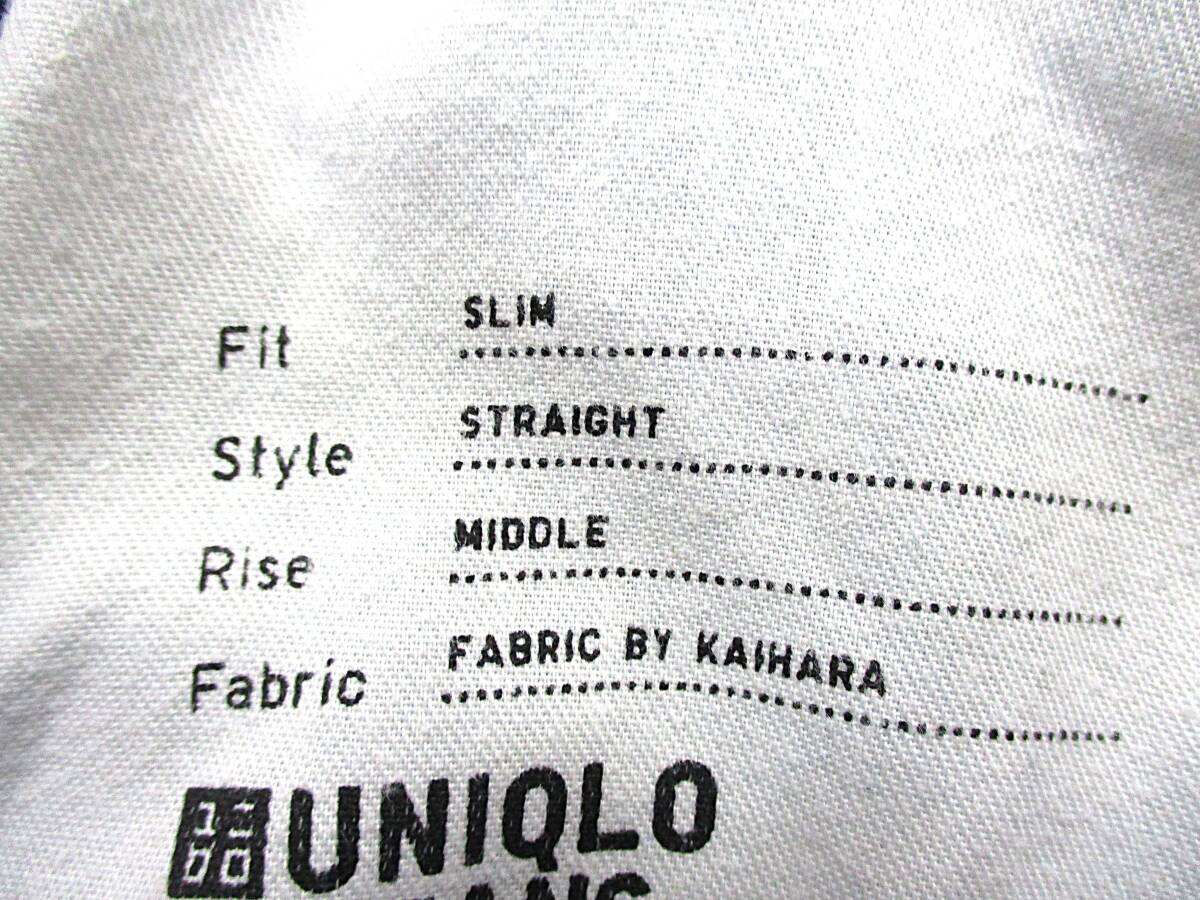 Fit SLIM
Style STRAIGHT
Rise MIDDLE
Fabric FABRIC BY KAIHARA
UNIQLO